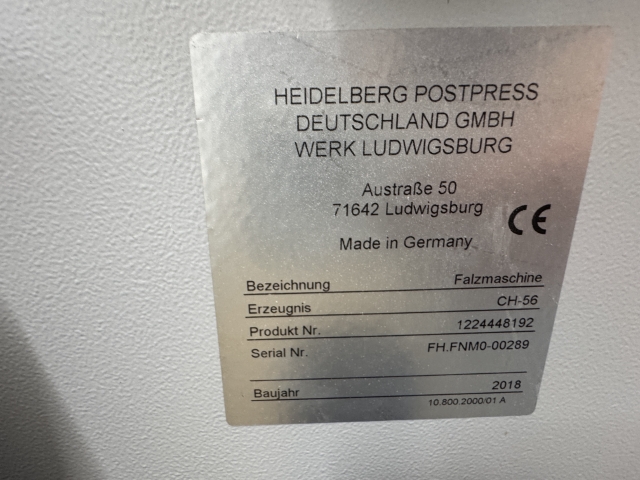 HEIDELBERG POSTPRESS
DEUTSCHLAND GMBH
WERK LUDWIGSBURG
Austraße 50
71642 Ludwigsburg
CE
Made in Germany
Bezeichnung Falzmaschine
Erzeugnis CH-56
Produkt Nr. 1224448192
Serial Nr. FH.FNM0-00289
Baujahr 2018
10.800.2000/01 A